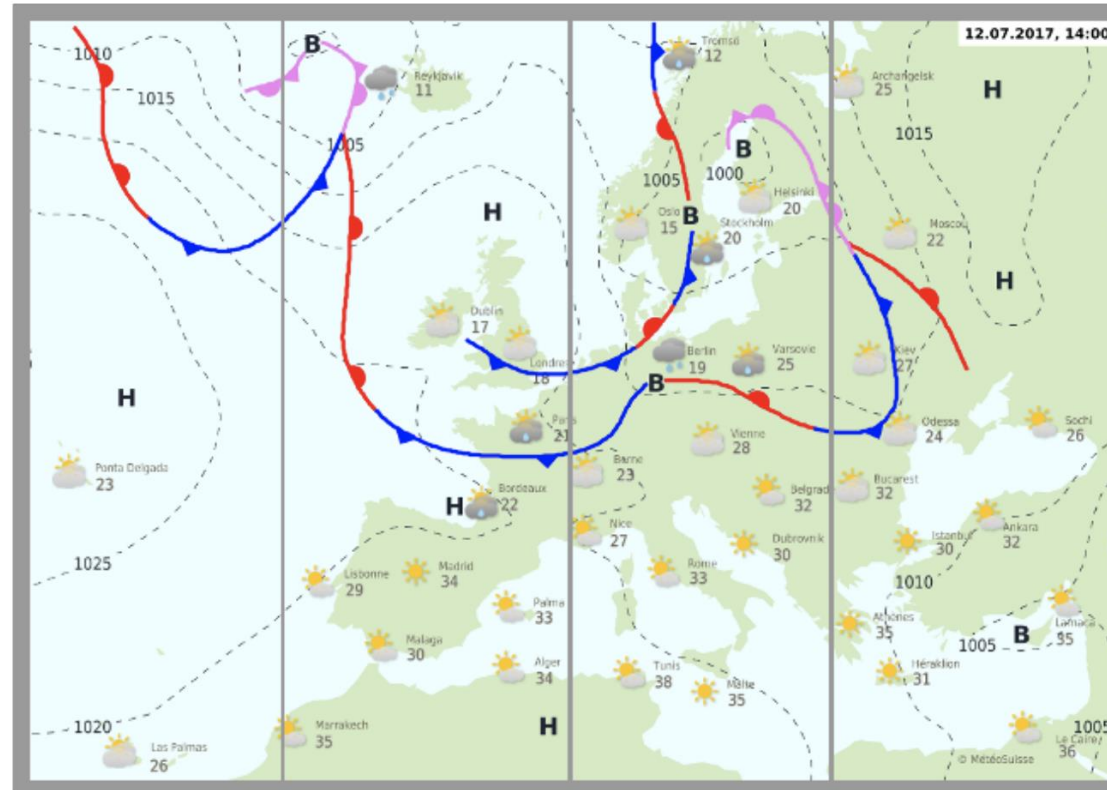 12.07.2017, 14:00
Tromsø
12
B
1010
Reykjavik
11
Archangelsk
25
H
1015
1015
1005
B
1000
1005
Helsinki
20
H
Oslo
15
B
Stockholm
20
Moscou
22
H
Dublin
17
Londres
18
Berlin
19
Varsovie
25
Kiev
27
B
H
Paris
21
Vienne
28
Odessa
24
Sochi
26
Ponta Delgada
23
Berne
23
Bordeaux
22
H
Belgrad
32
Bucarest
32
Nice
27
Dubrovnik
30
Istanbul
30
Ankara
32
1025
Lisbonne
29
Madrid
34
Rome
33
1010
Palma
33
Athènes
35
Larnaca
35
B
1005
Malaga
30
Alger
34
Tunis
38
Malte
35
Héraklion
31
1020
Marrakech
35
H
1005
Las Palmas
26
Le Caire
36
© MétéoSuisse